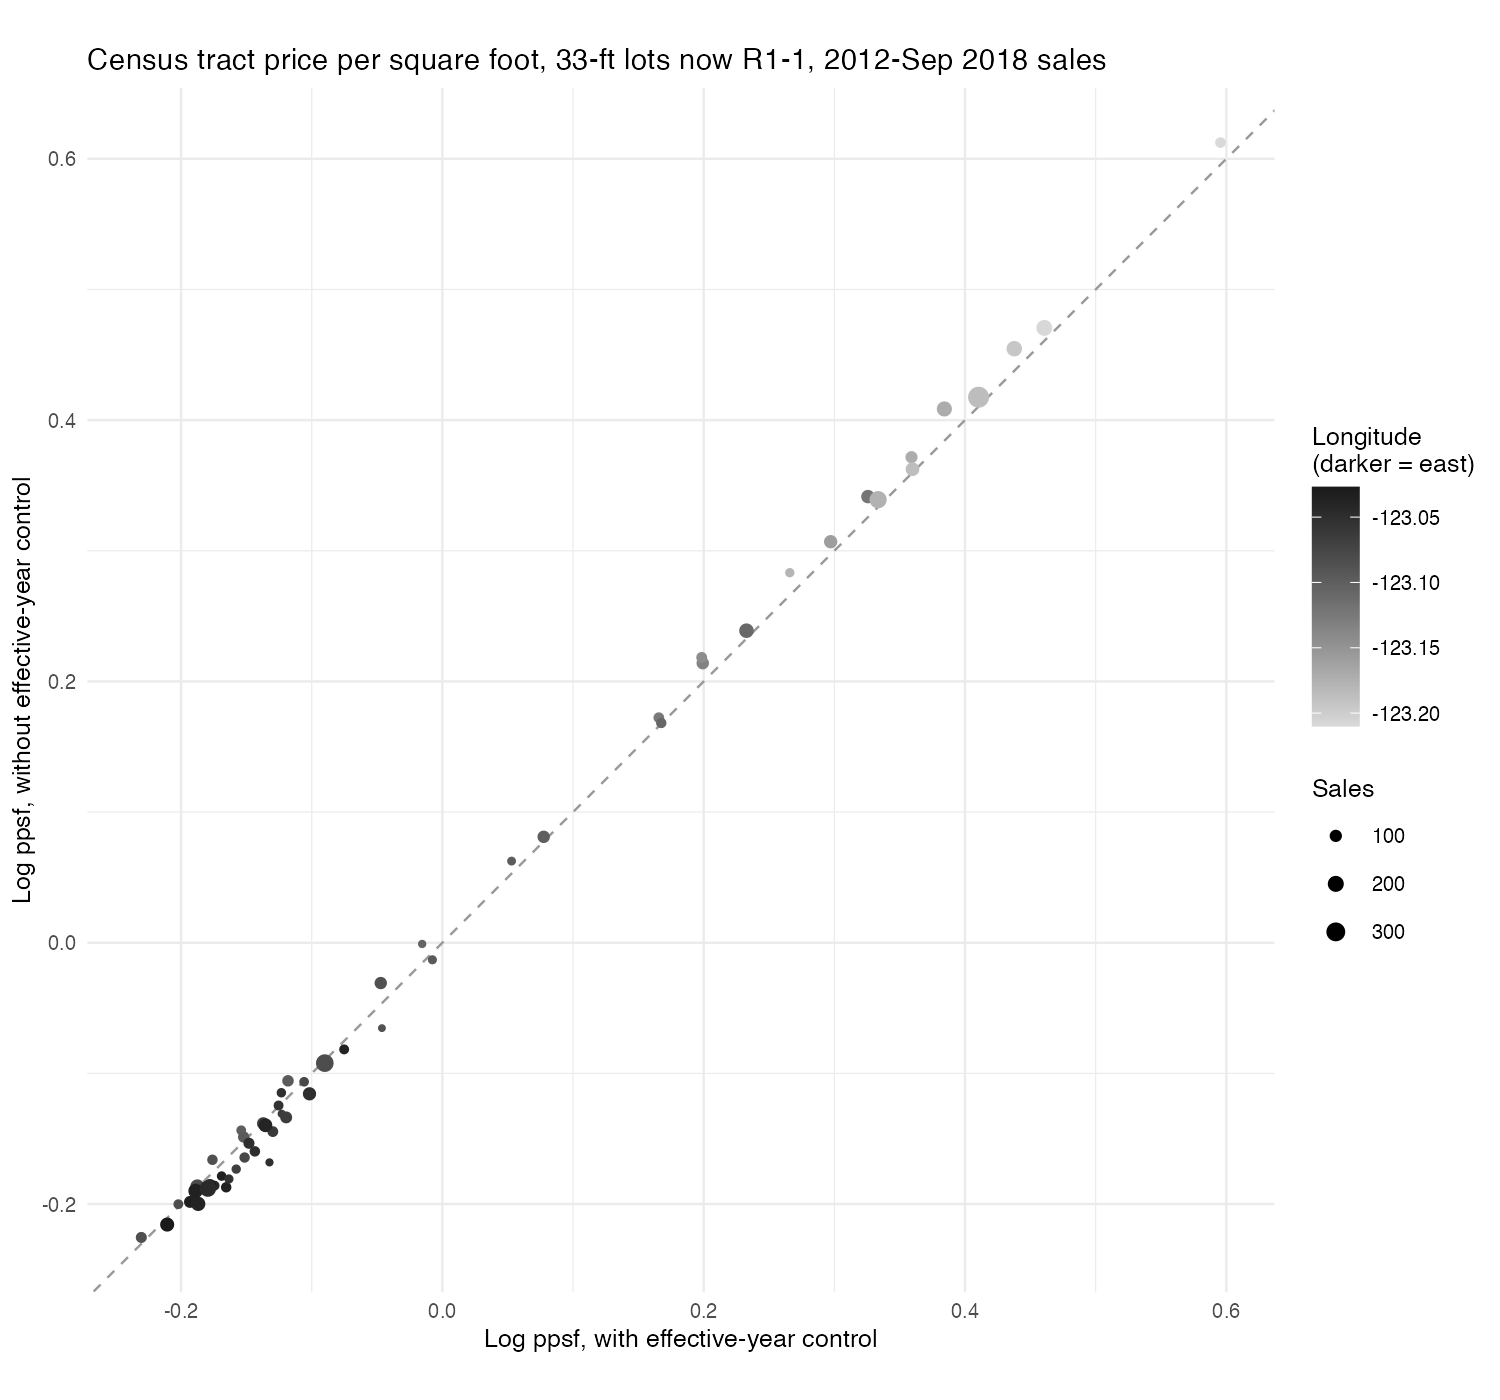 Census tract price per square foot, 33-ft lots now R1-1, 2012-Sep 2018 sales
Log ppsf, without effective-year control
0.6
0.4
0.2
0.0
-0.2
-0.2
0.0
0.2
0.4
0.6
Log ppsf, with effective-year control
Longitude
(darker = east)
-123.05
-123.10
-123.15
-123.20
Sales
100
200
300